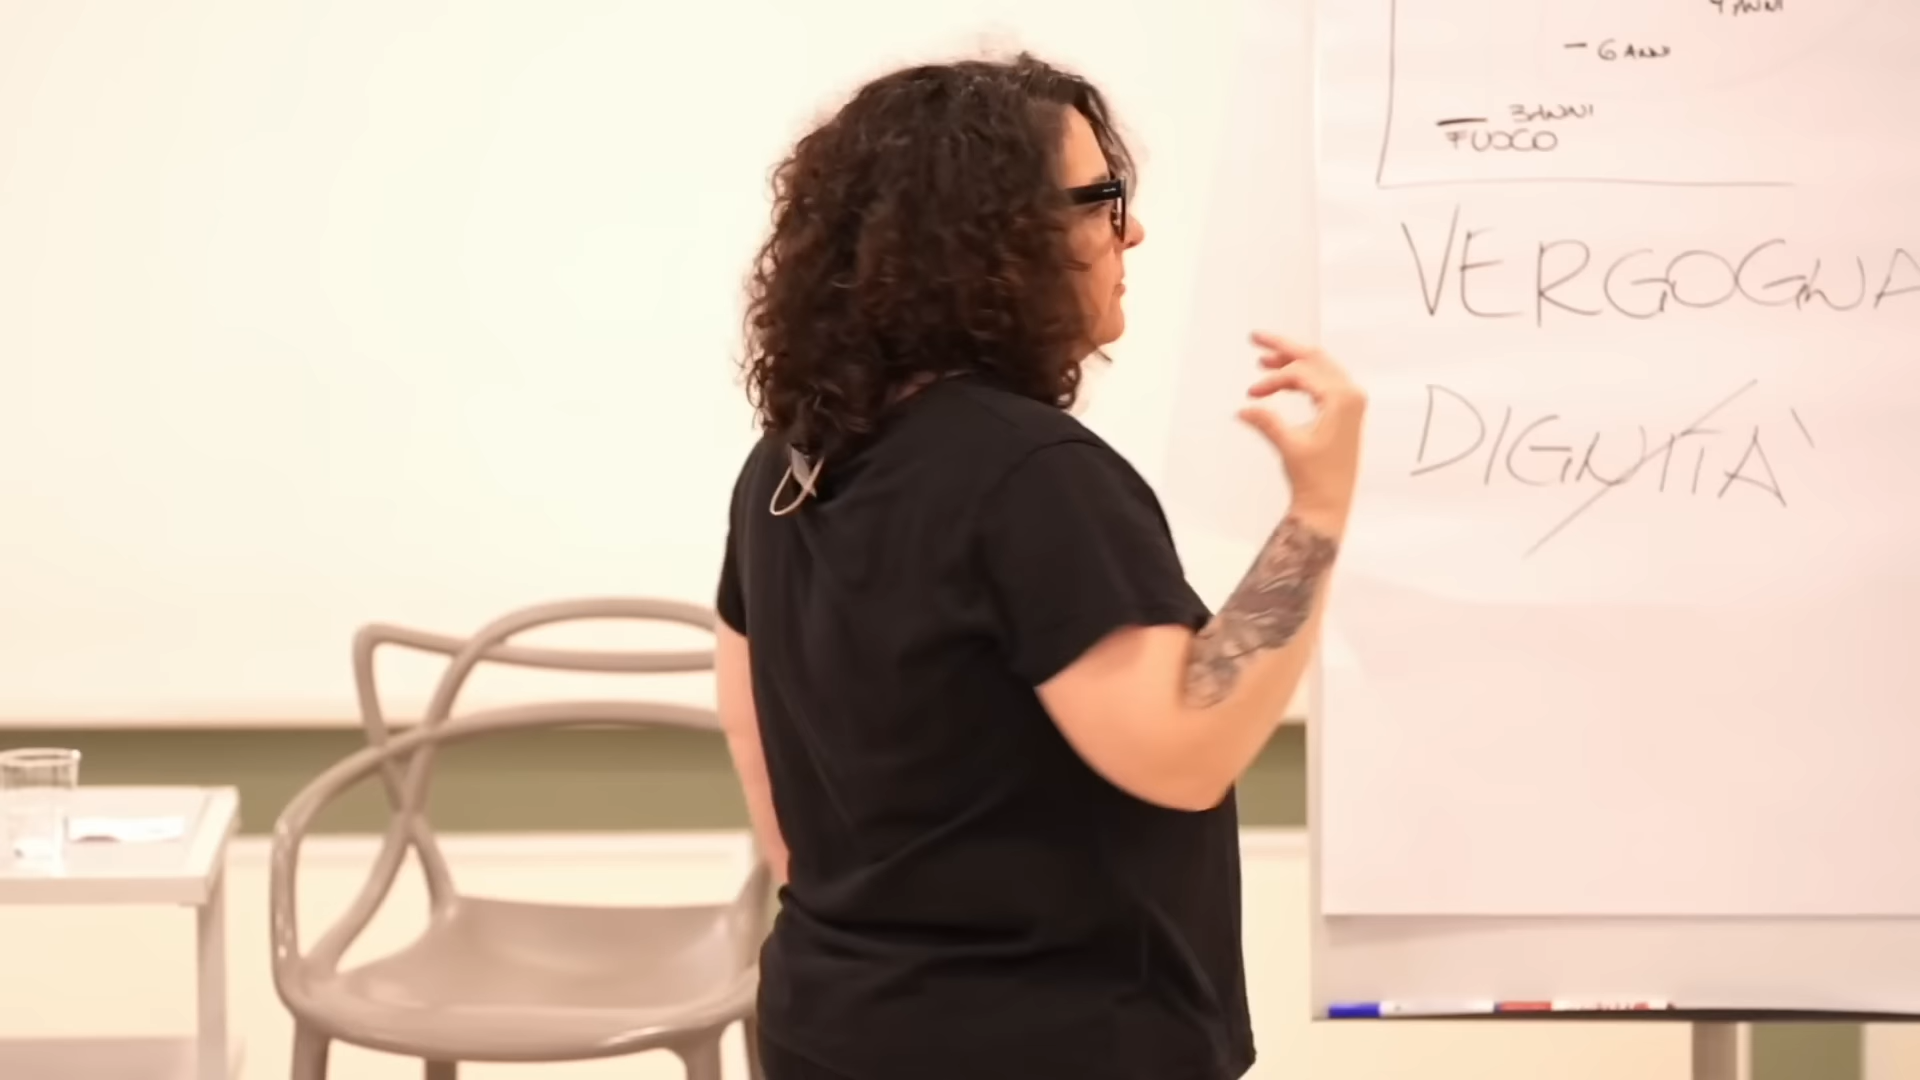 6 ANNI
3 ANNI
FUOCO
VERGOGNA
DIGNITÀ